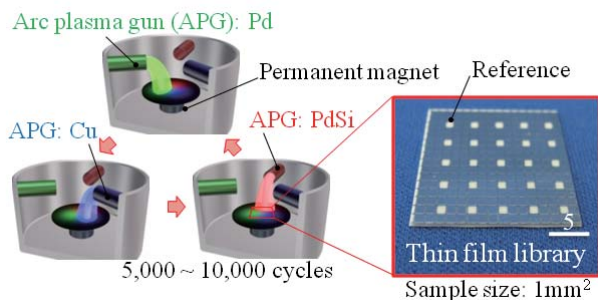 Arc plasma gun (APG): Pd
Permanent magnet
Reference
APG: Cu
APG: PdSi
5,000 ~ 10,000 cycles
5
Thin film library
Sample size: 1mm²